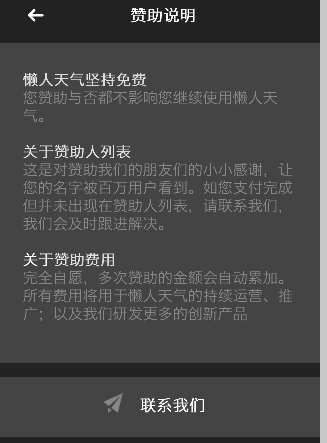 赞助说明
懒人天气坚持免费
您赞助与否都不影响您继续使用懒人天
气。
关于赞助人列表
这是对赞助我们的朋友们的小小感谢，让
您的名字被百万用户看到。如您支付完成
但并未出现在赞助人列表，请联系我们，
我们会及时跟进解决。
关于赞助费用
完全自愿，多次赞助的金额会自动累加。
所有费用将用于懒人天气的持续运营、推
广；以及我们研发更多的创新产品
联系我们